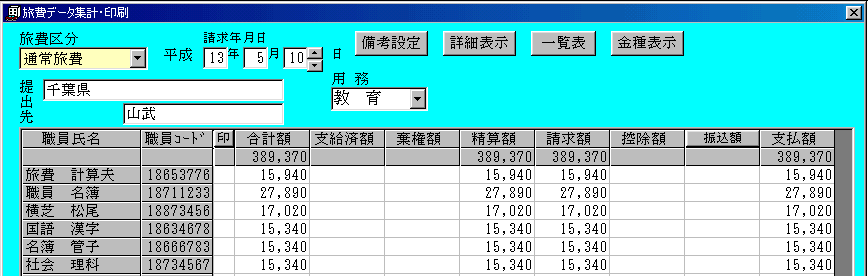 旅費データ集計・印刷
旅費区分
通常旅費
請求年月日
平成 13 年 5 月 10 日
備考設定 詳細表示 一覧表 金種表示
提出先
千葉県
山武
用 務
教 育
職員氏名 職員ｺｰﾄﾞ 印 合計額 支給済額 棄権額 精算額 請求額 控除額 振込額 支払額
389,370 389,370 389,370 389,370
旅費 計算夫 18653776 15,940 15,940 15,940 15,940
職員 名簿 18711233 27,890 27,890 27,890 27,890
横芝 松尾 18873456 17,020 17,020 17,020 17,020
国語 漢字 18634678 15,340 15,340 15,340 15,340
名簿 管子 18666783 15,340 15,340 15,340 15,340
社会 理科 18734567 15,340 15,340 15,340 15,340